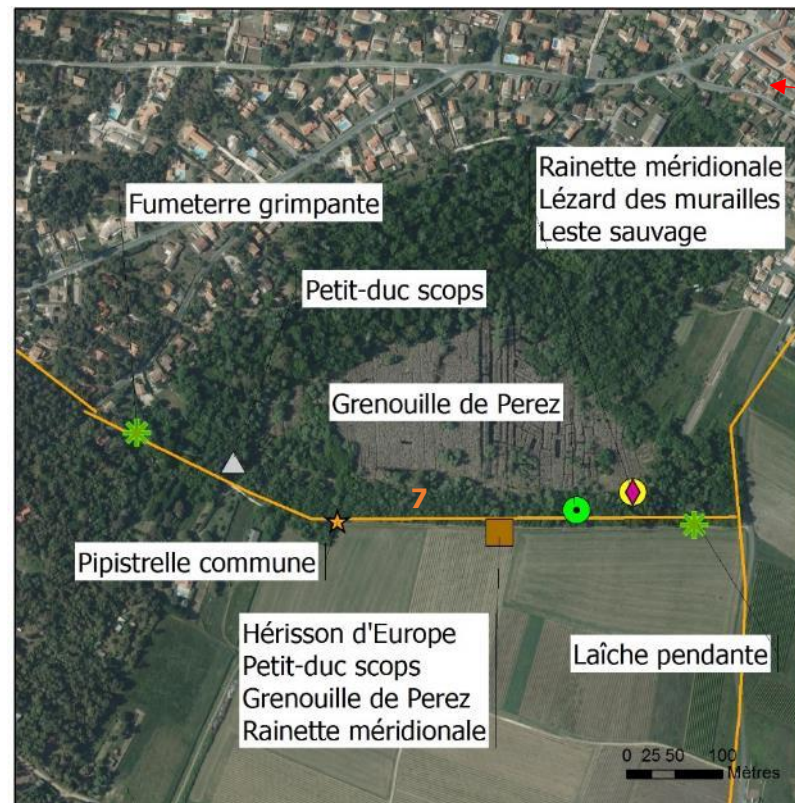 Rainette méridionale
Lézard des murailles
Leste sauvage
Fumeterre grimpante
Petit-duc scops
Grenouille de Perez
7
Pipistrelle commune
Hérisson d'Europe
Petit-duc scops
Grenouille de Perez
Rainette méridionale
Laîche pendante
0 25 50 100
Mètres